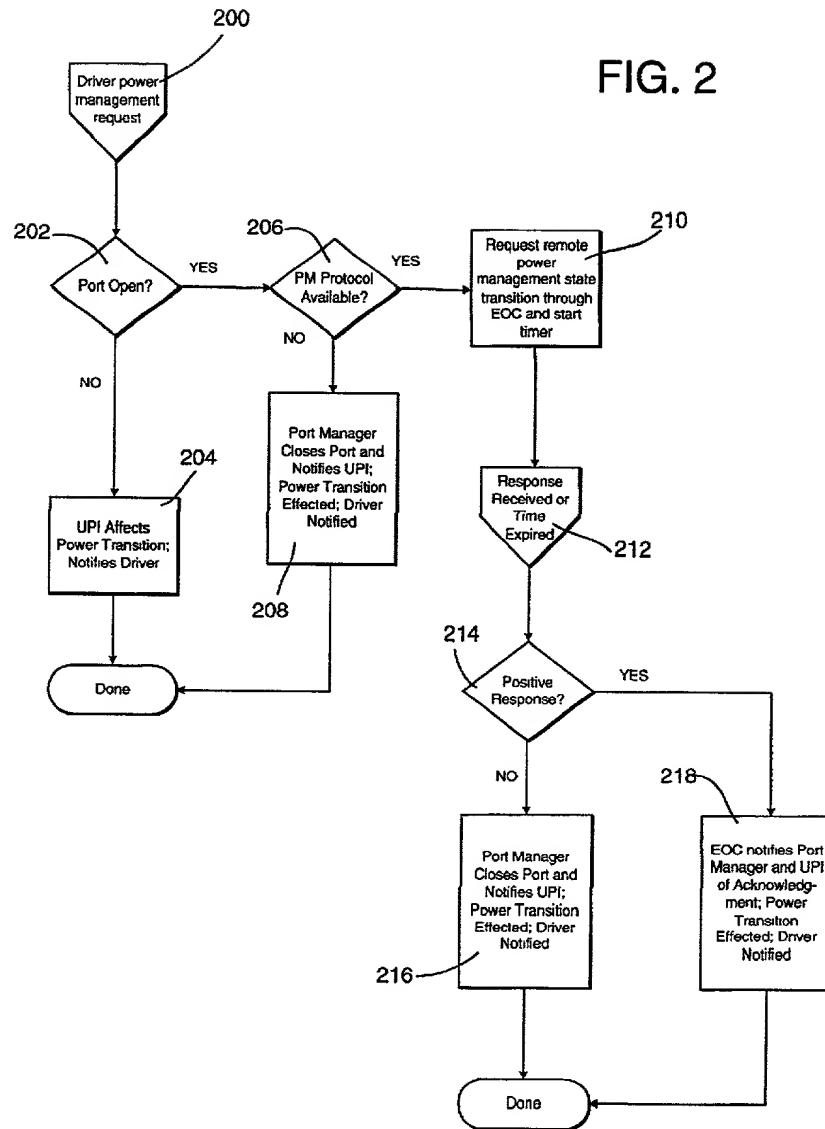 FIG. 2
200
Driver power
management
request
202
Port Open?
YES
206
PM Protocol
Available?
YES
210
Request remote
power
management state
transition through
EOC and start
timer
NO
NO
204
UPI Affects
Power Transition;
Notifies Driver
Port Manager
Closes Port and
Notifies UPI;
Power Transition
Effected; Driver
Notified
208
Done
Response
Received or
Time
Expired
212
214
Positive
Response?
YES
NO
Port Manager
Closes Port and
Notifies UPI;
Power Transition
Effected; Driver
Notified
216
218
EOC notifies Port
Manager and UPI
of Acknowledg-
ment; Power
Transition
Effected; Driver
Notified
Done